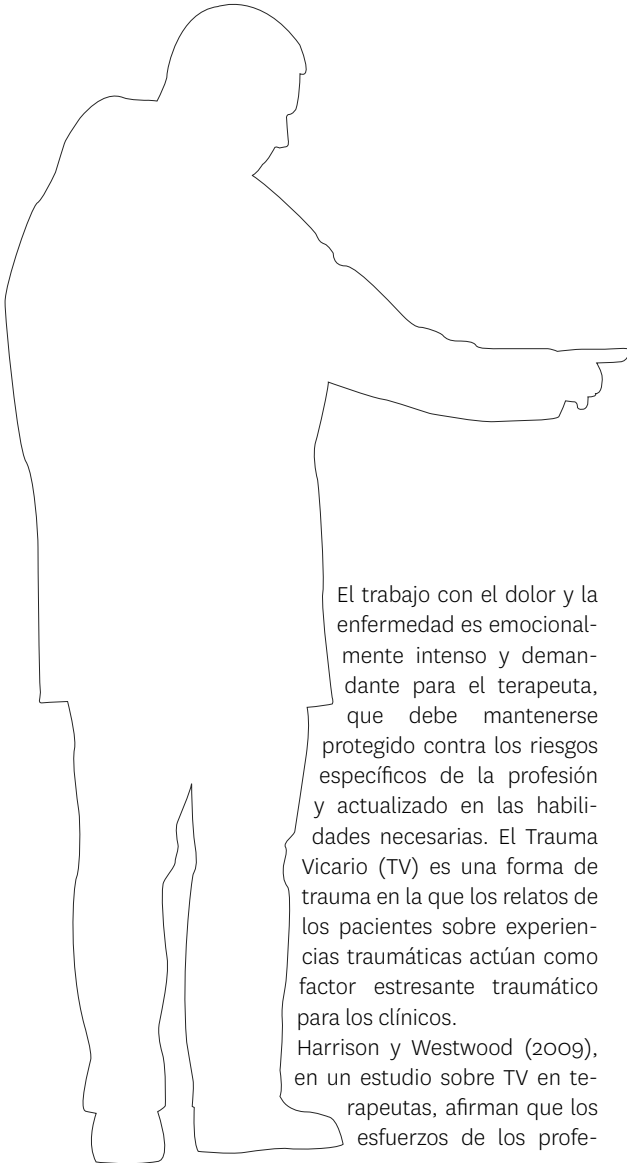 El trabajo con el dolor y la
enfermedad es emocional-
mente intenso y deman-
dante para el terapeuta,
que debe mantenerse
protegido contra los riesgos
específicos de la profesión
y actualizado en las habili-
dades necesarias. El Trauma
Vicario (TV) es una forma de
trauma en la que los relatos de
los pacientes sobre experien-
cias traumáticas actúan como
factor estresante traumático
para los clínicos.
Harrison y Westwood (2009),
en un estudio sobre TV en te-
rapeutas, afirman que los
esfuerzos de los profe-